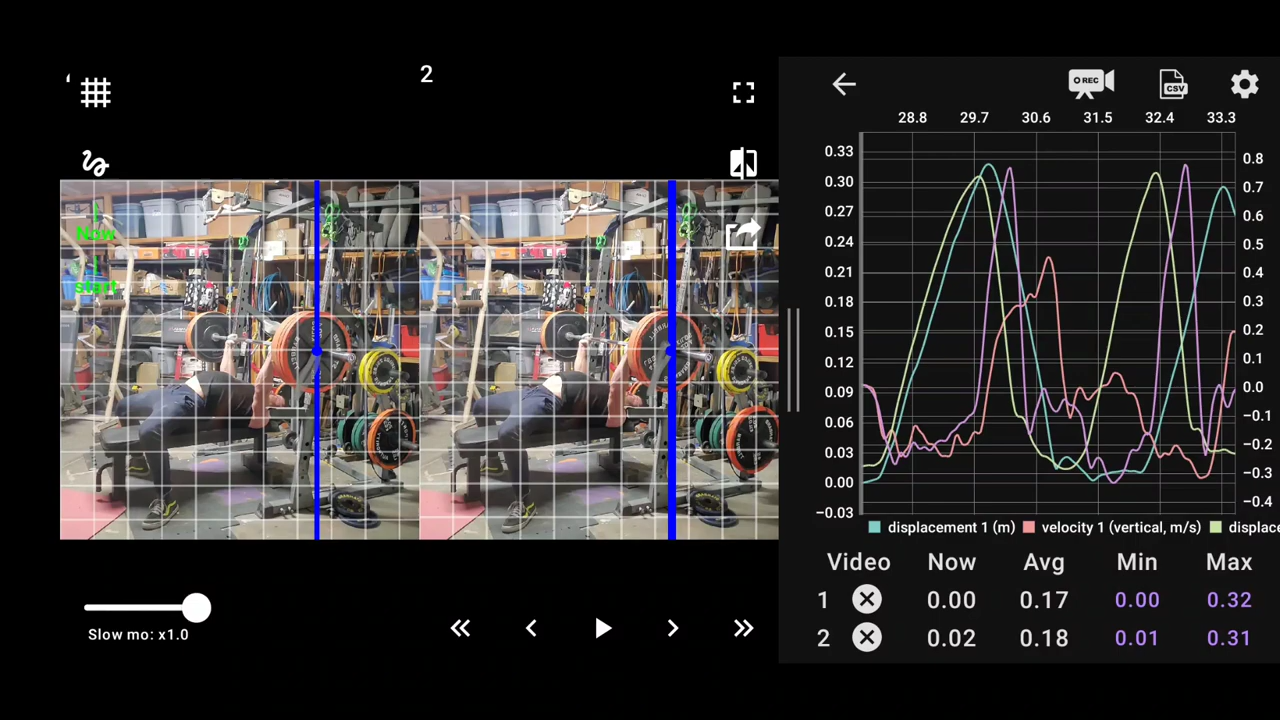 2
Now
start
Slow mo: x1.0
REC
CSV
28.8 29.7 30.6 31.5 32.4 33.3
0.33
0.30
0.27
0.24
0.21
0.18
0.15
0.12
0.09
0.06
0.03
0.00
−0.03
0.8
0.7
0.6
0.5
0.4
0.3
0.2
0.1
0.0
−0.1
−0.2
−0.3
−0.4
displacement 1 (m) velocity 1 (vertical, m/s) displace
Video Now Avg Min Max
1 0.00 0.17 0.00 0.32
2 0.02 0.18 0.01 0.31